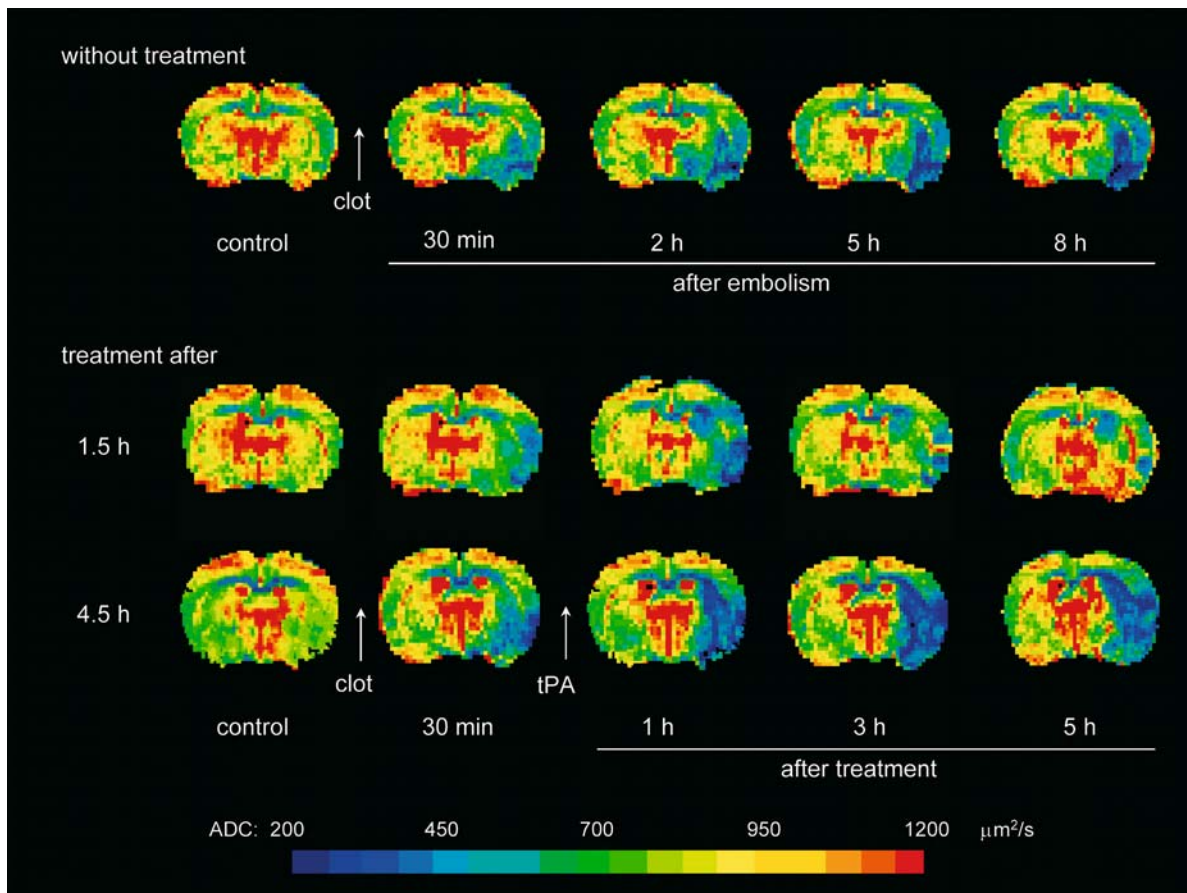 without treatment
clot
control
30 min
2 h
5 h
8 h
after embolism
treatment after
1.5 h
4.5 h
clot
tPA
control
30 min
1 h
3 h
5 h
after treatment
ADC: 200 450 700 950 1200 μm²/s